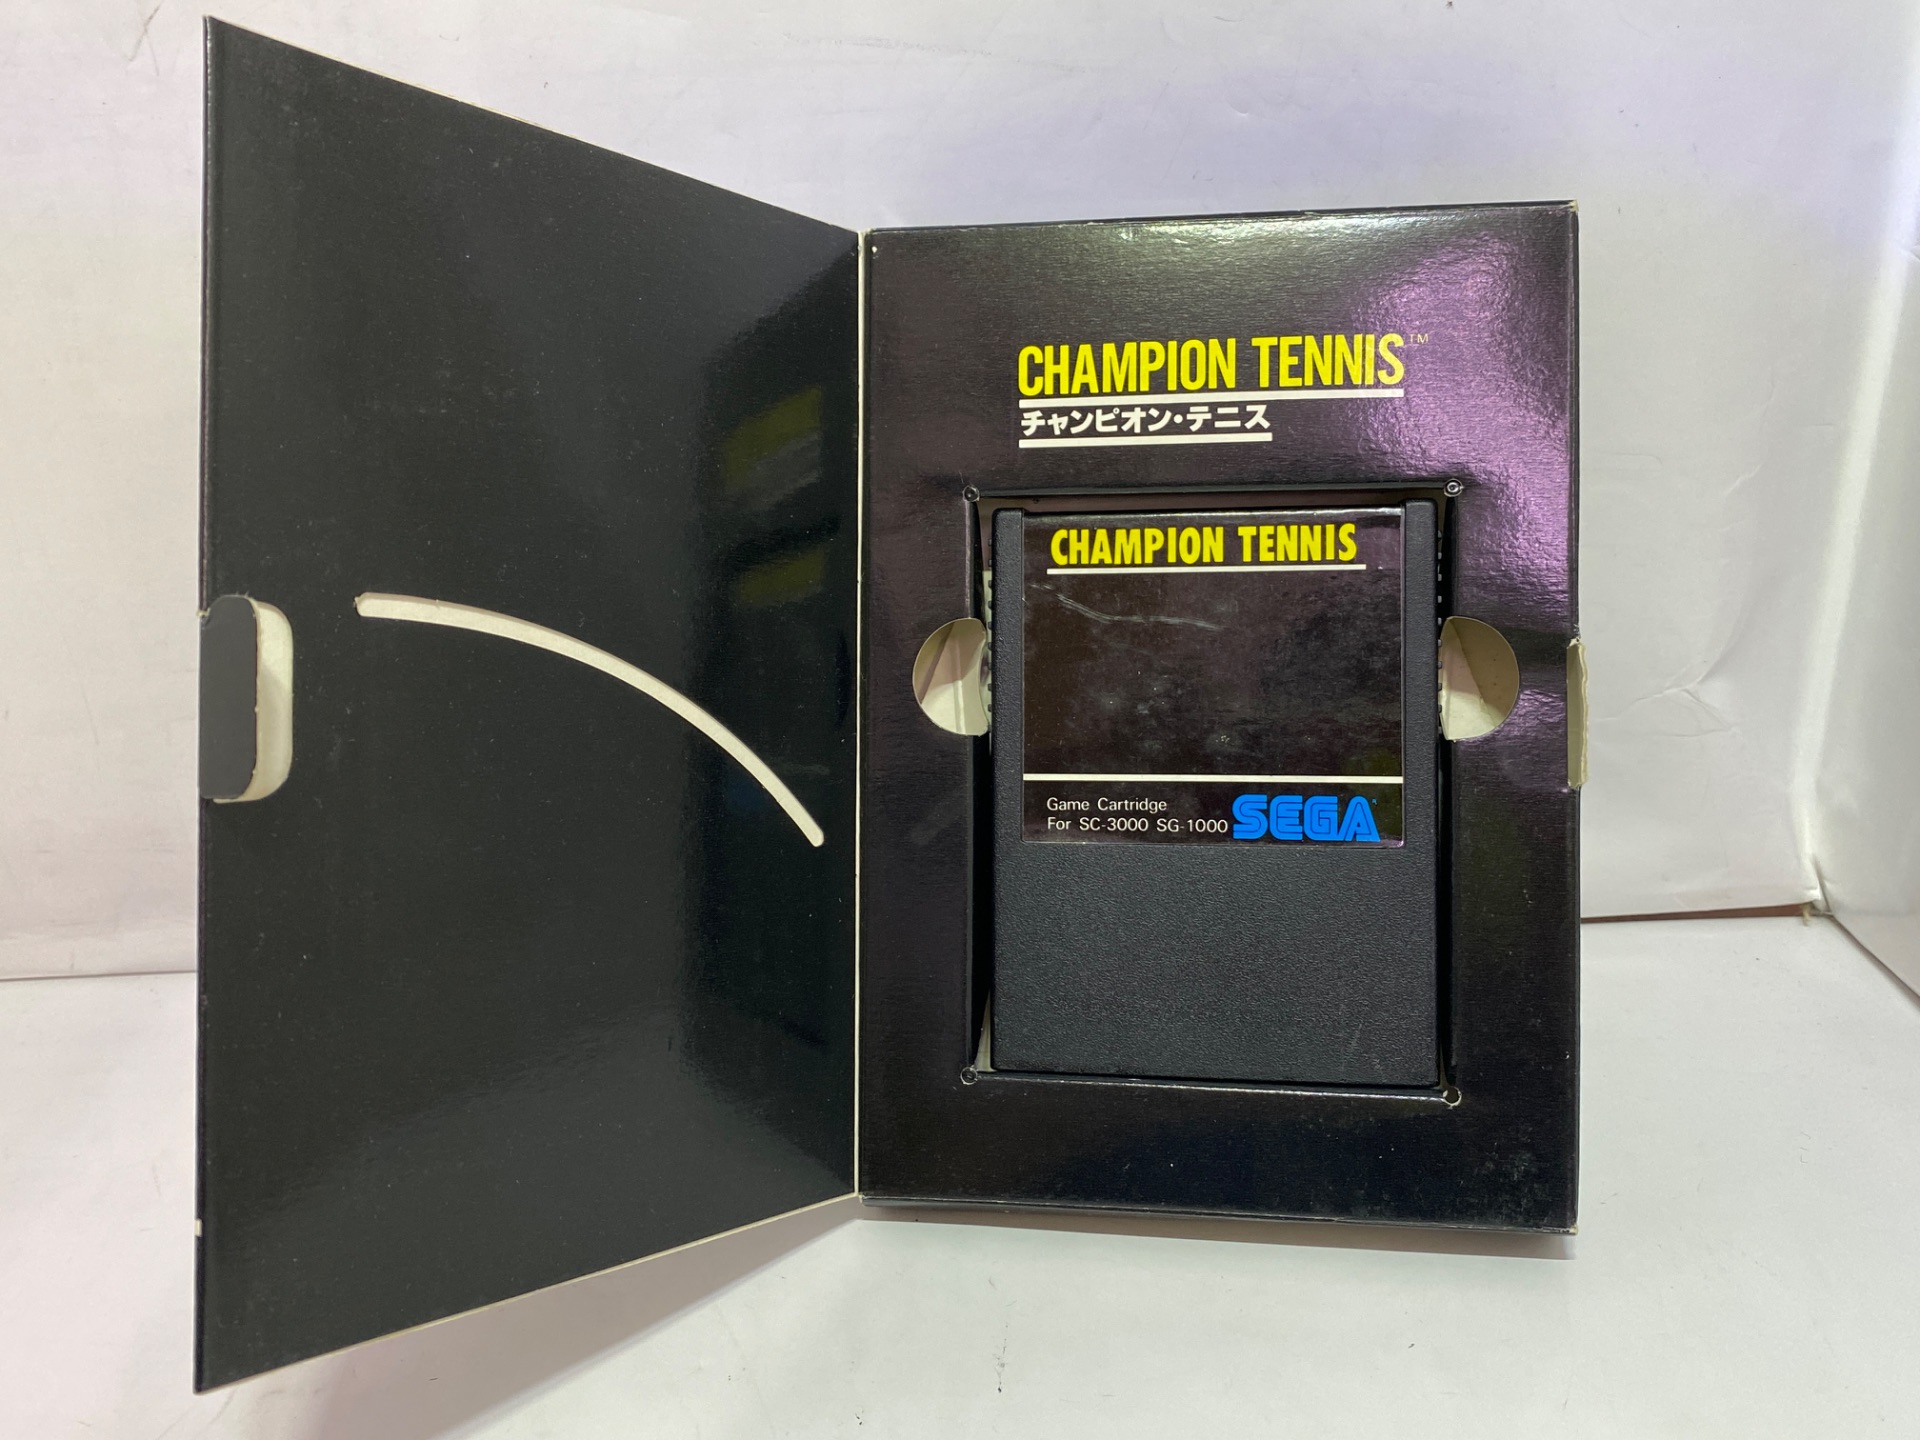 CHAMPION TENNIS™
チャンピオン・テニス
CHAMPION TENNIS
Game Cartridge
For SC-3000 SG-1000
SEGA®